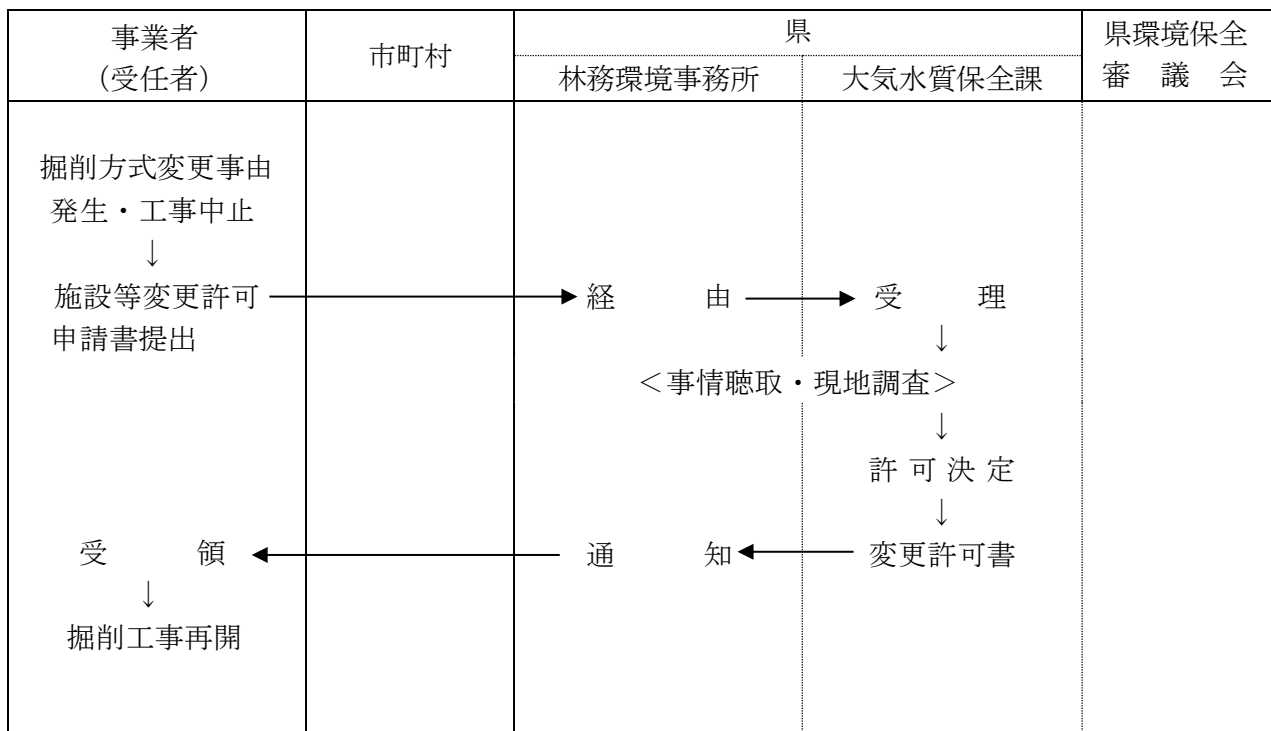 事業者
(受任者)
市町村
県
林務環境事務所
大気水質保全課
県環境保全
審議会
掘削方式変更事由
発生・工事中止
↓
施設等変更許可
申請書提出
経由
受理
↓
＜事情聴取・現地調査＞
↓
許可決定
↓
変更許可書
通知
受領
↓
掘削工事再開